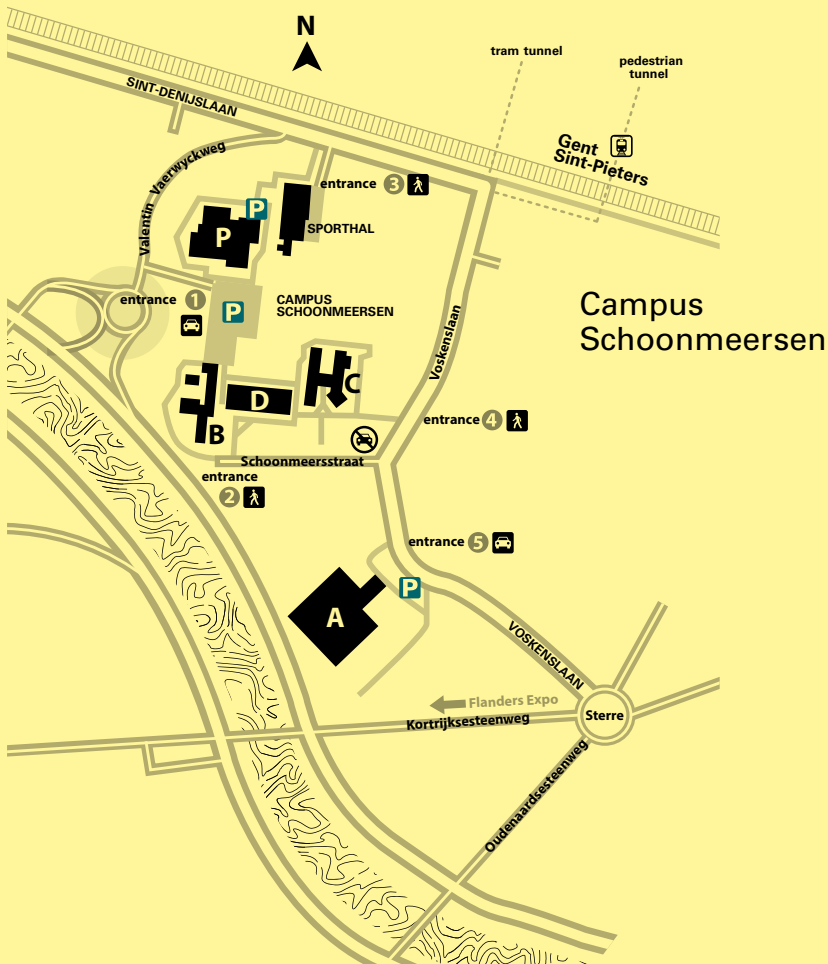 N
tram tunnel
pedestrian
tunnel
SINT-DENIJSLAAN
Gent
Sint-Pieters
Valentin Vaerwyckweg
entrance 3
P
P
SPORTHAL
entrance 1
P
CAMPUS
SCHOONMEERSEN
Campus
Schoonmeersen
Voskenslaan
C
D
B
entrance 4
Schoonmeersstraat
entrance
2
entrance 5
P
A
VOSKENSLAAN
Flanders Expo
Kortrijksesteenweg
Sterre
Oudenaardsesteenweg